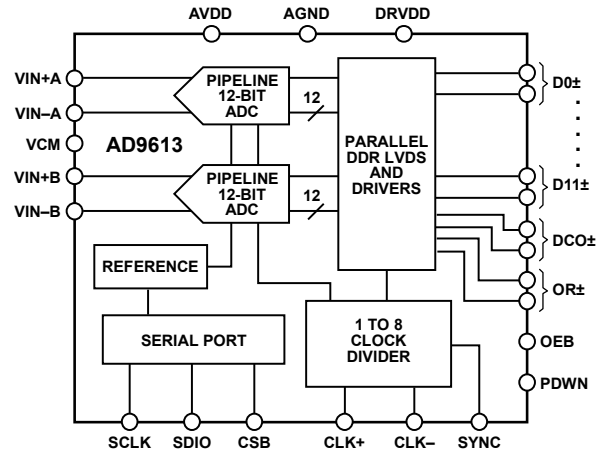 AVDD
AGND
DRVDD
VIN+A
VIN–A
VCM
VIN+B
VIN–B
PIPELINE
12-BIT
ADC
12
AD9613
PIPELINE
12-BIT
ADC
12
PARALLEL
DDR LVDS
AND
DRIVERS
D0±
D11±
DCO±
OR±
OEB
PDWN
REFERENCE
SERIAL PORT
1 TO 8
CLOCK
DIVIDER
SCLK
SDIO
CSB
CLK+
CLK–
SYNC